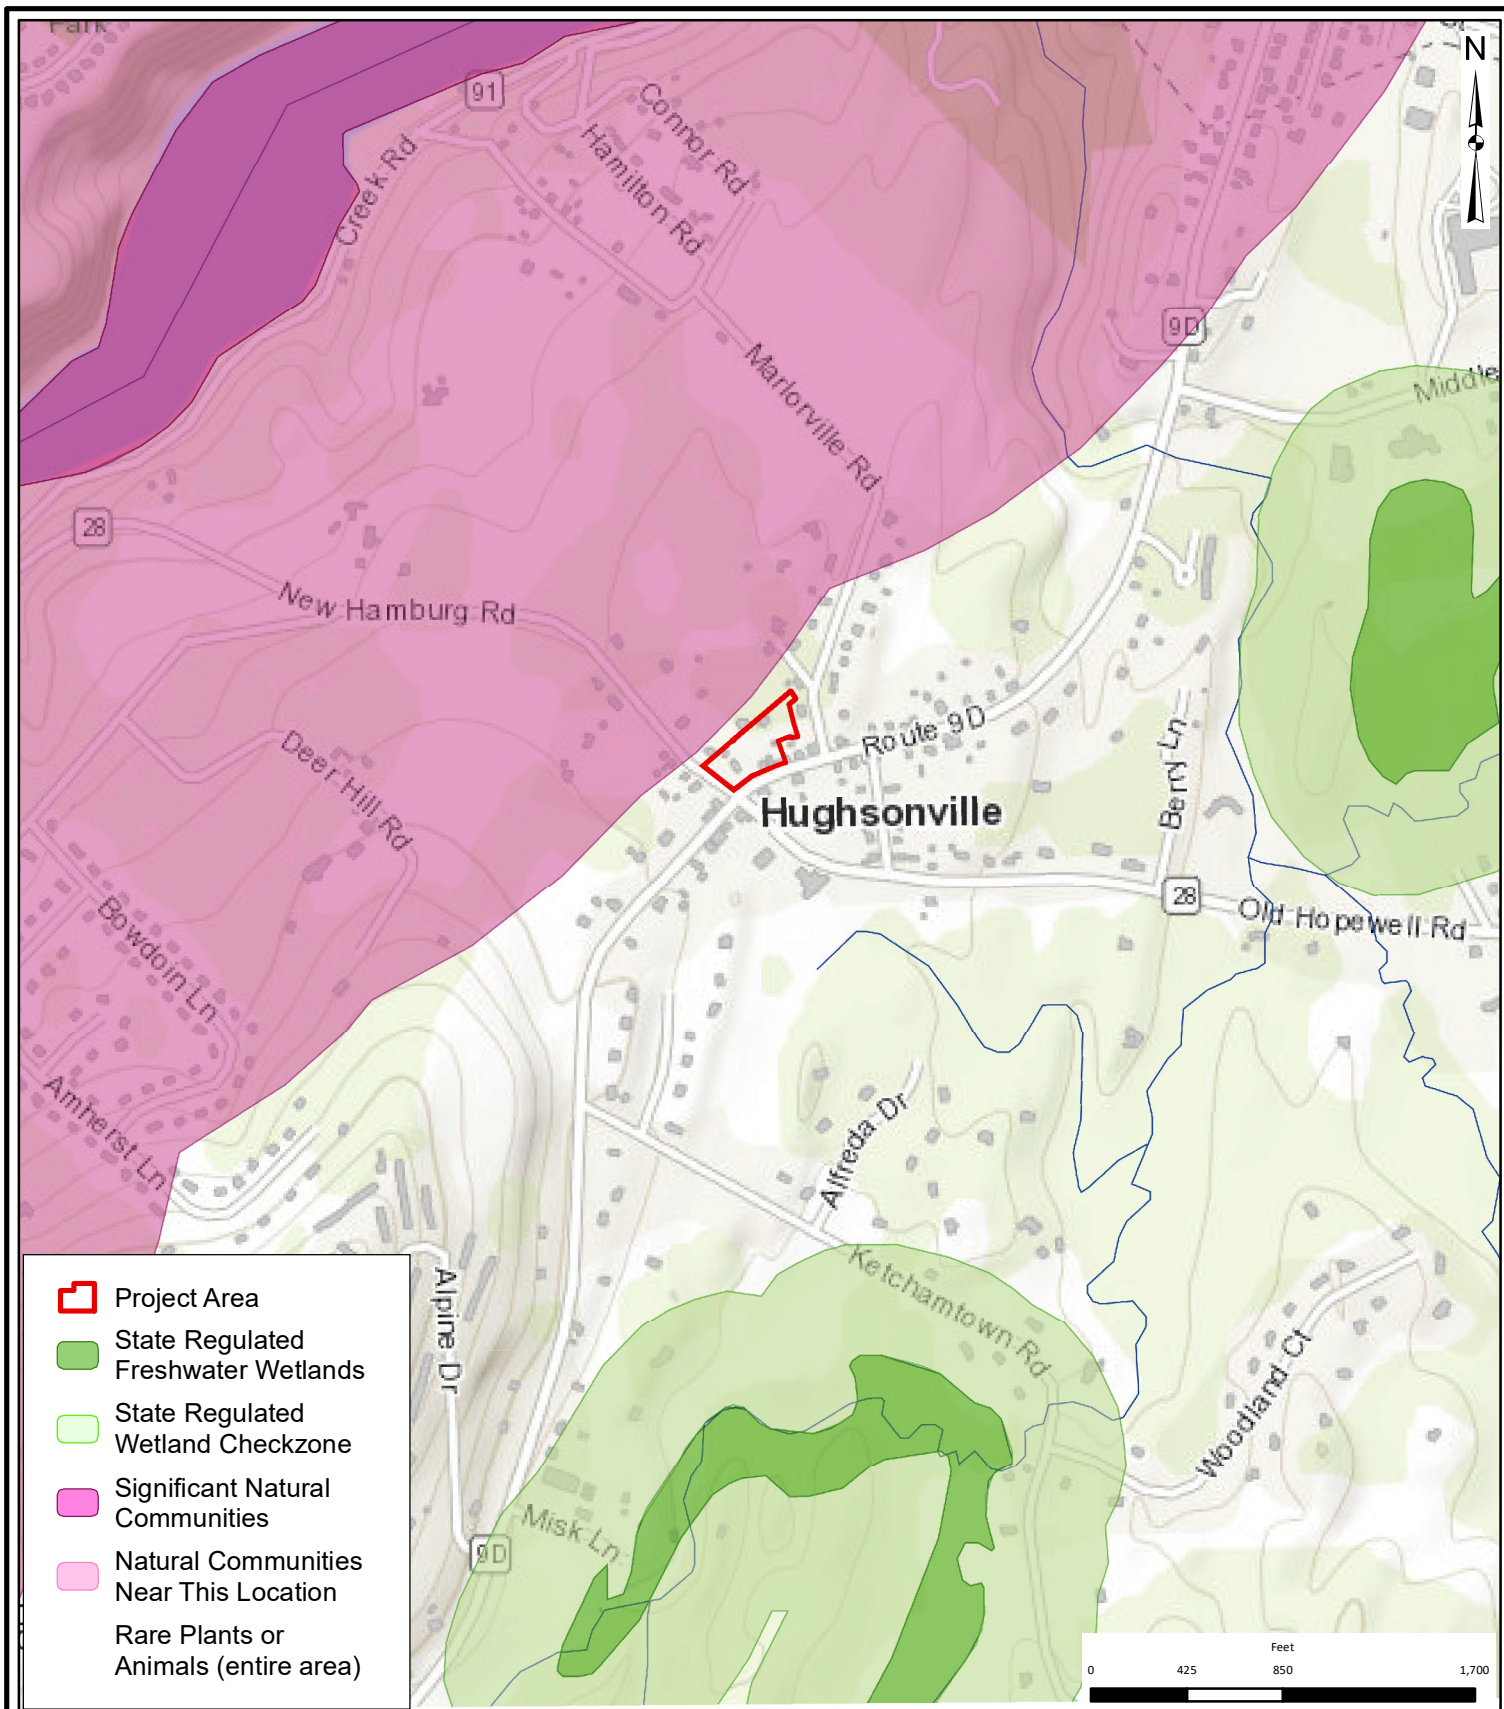 Park
N
91
Connor Rd
Hamilton Rd
Creek Rd
9D
Marlorville Rd
Middle
28
New Hamburg Rd
Route 9D
Deer Hill Rd
Berry Ln
Hughsonville
28
Old Hopewell Rd
Bowdoin Ln
Amherst Ln
Alfreda Dr
Ketchamtown Rd
Alpine Dr
Woodland Ct
Misk Ln
9D
Project Area
State Regulated
Freshwater Wetlands
State Regulated
Wetland Checkzone
Significant Natural
Communities
Natural Communities
Near This Location
Rare Plants or
Animals (entire area)
Feet
0 425 850 1,700